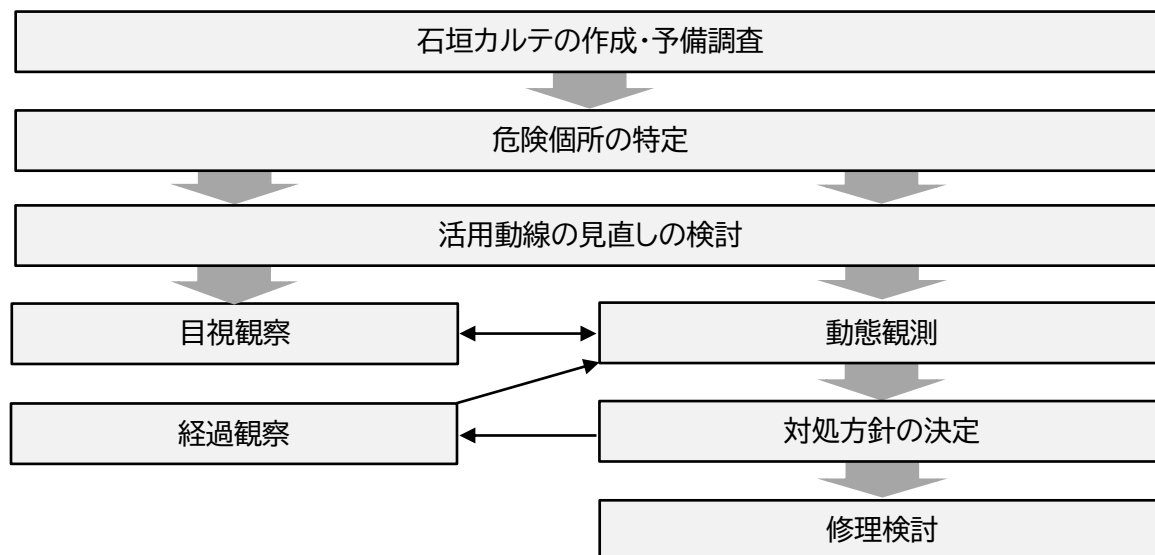 石垣カルテの作成・予備調査
危険個所の特定
活用動線の見直しの検討
目視観察
動態観測
経過観察
対処方針の決定
修理検討